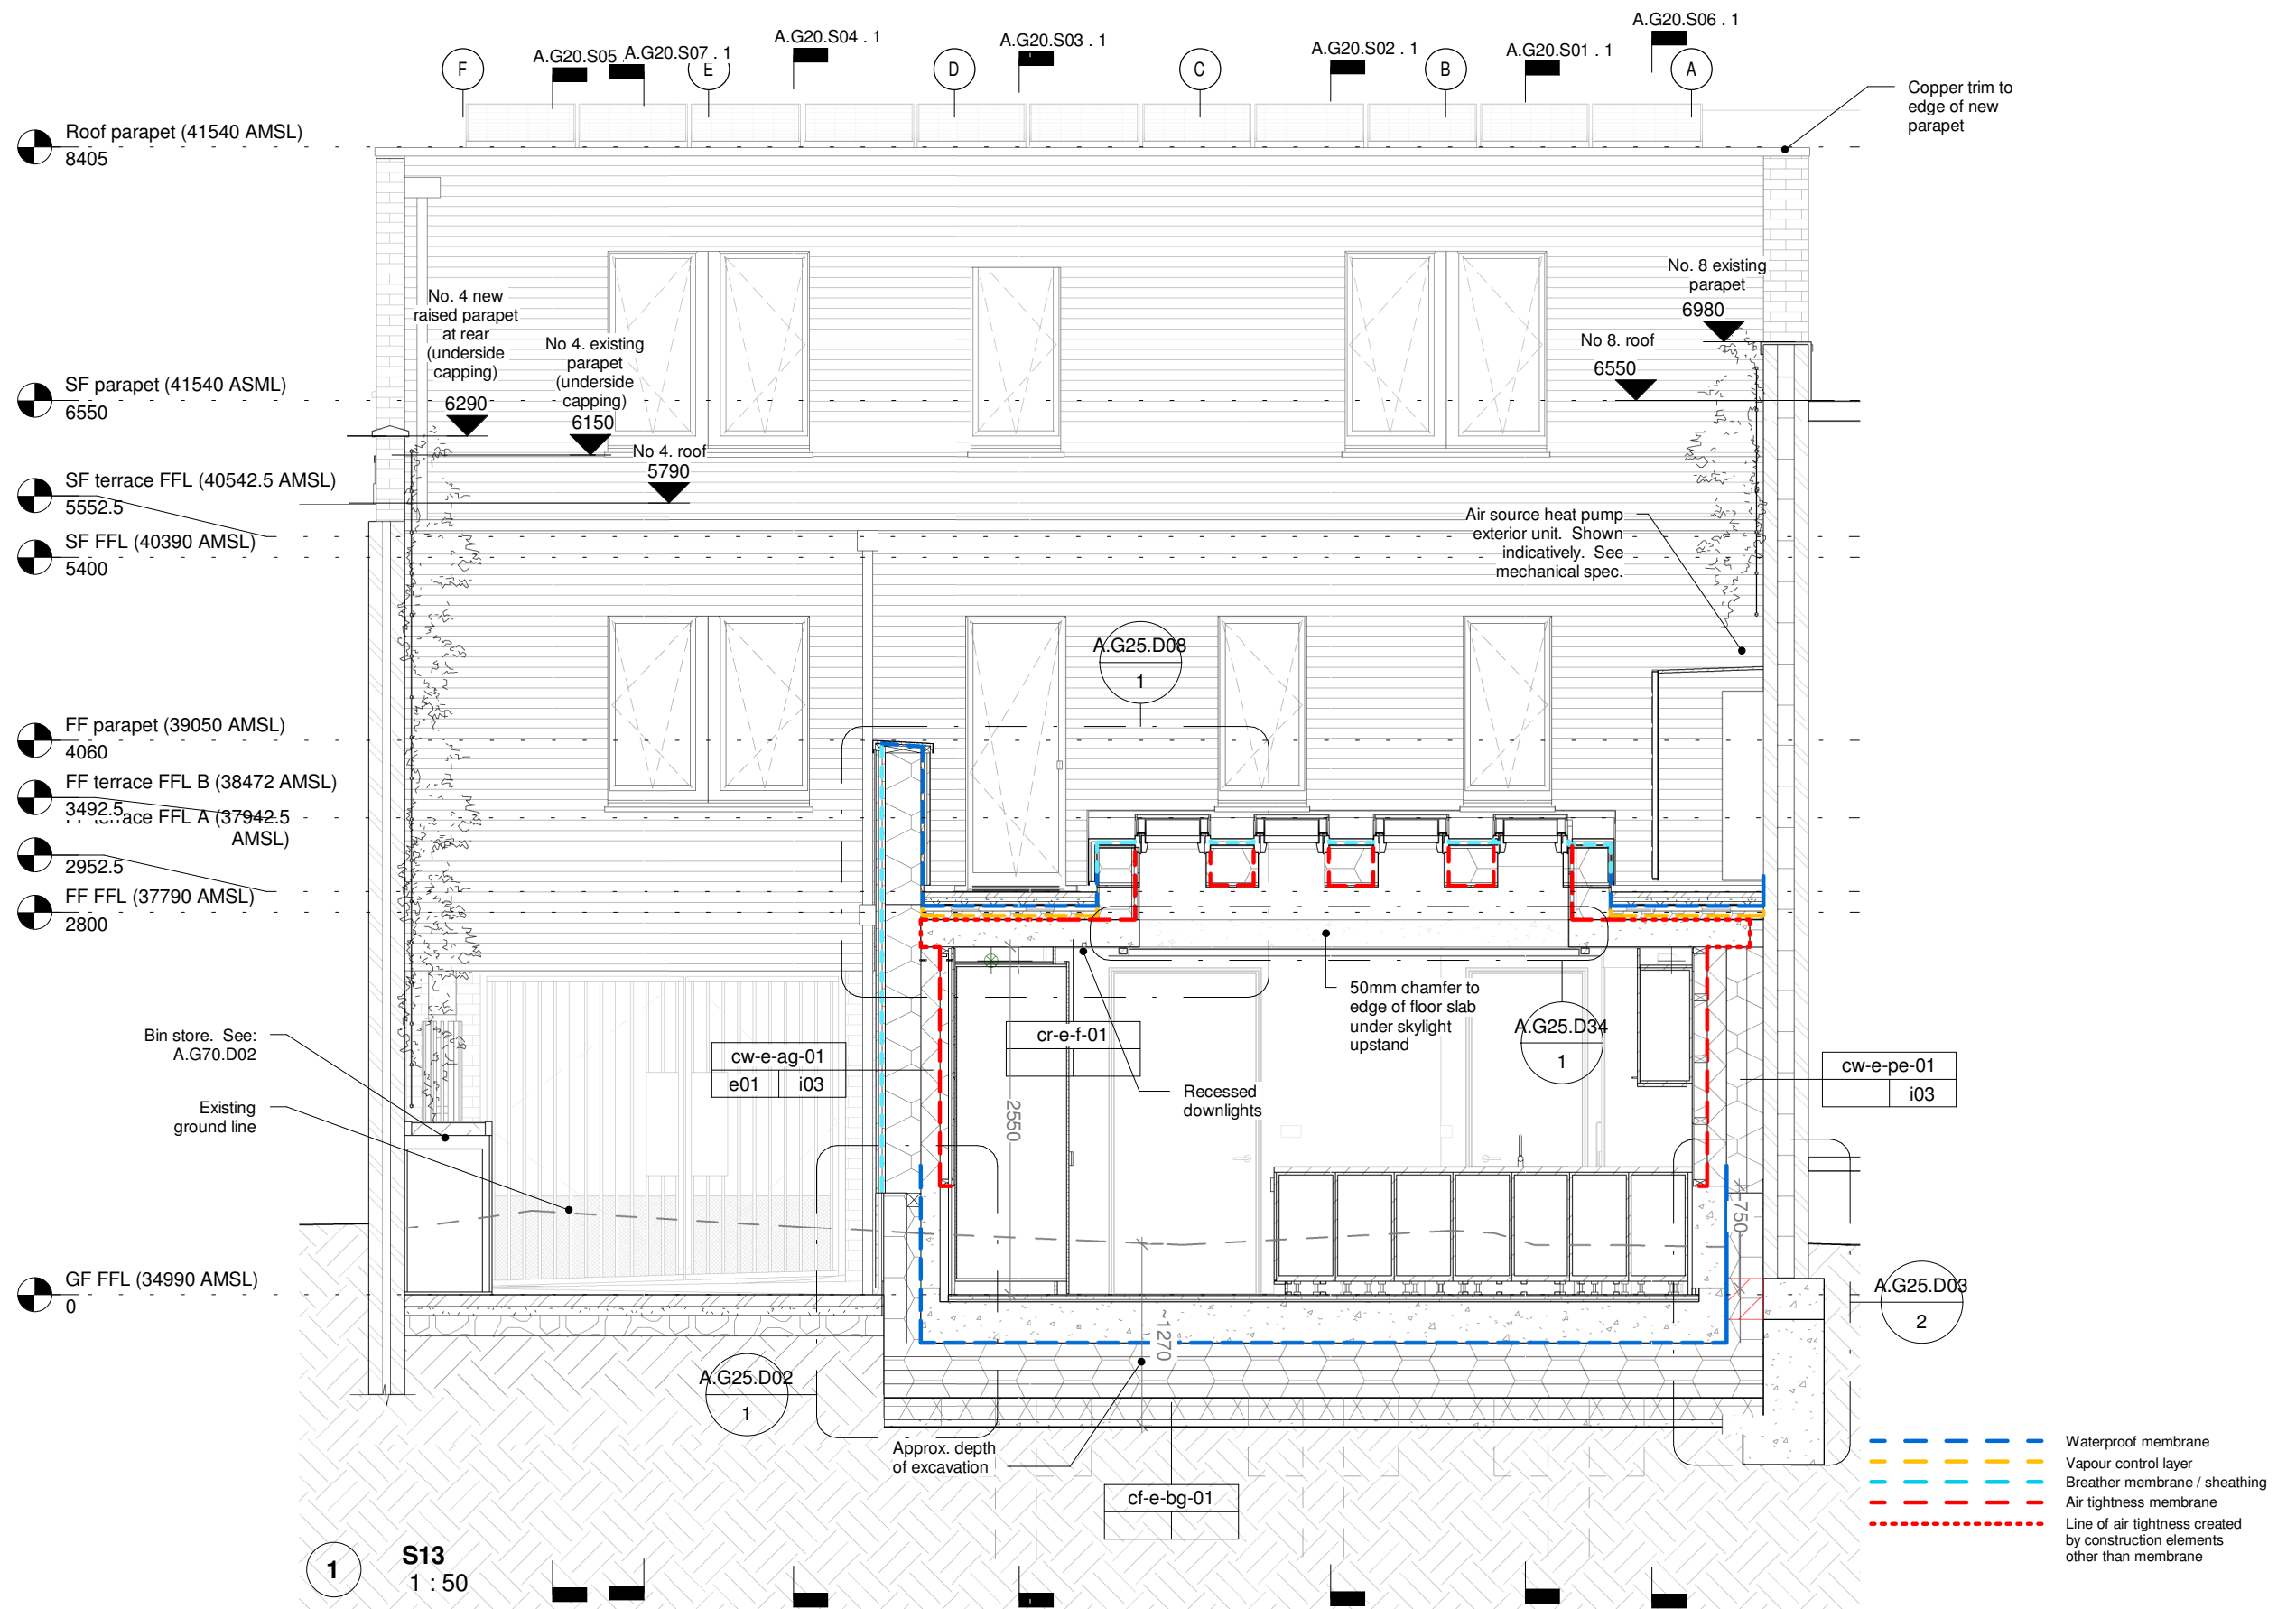 A.G20.S06 . 1
A.G20.S05 .
A.G20.S07 . 1
A.G20.S04 . 1
A.G20.S03 . 1
A.G20.S02 . 1
A.G20.S01 . 1
F
E
D
C
B
A
Copper trim to
edge of new
parapet
Roof parapet (41540 AMSL)
8405
No. 8 existing
parapet
6980
No 8. roof
6550
No. 4 new
raised parapet
at rear
(underside
capping)
6290
No 4. existing
parapet
(underside
capping)
6150
No 4. roof
5790
SF parapet (41540 ASML)
6550
SF terrace FFL (40542.5 AMSL)
5552.5
SF FFL (40390 AMSL)
5400
Air source heat pump
exterior unit. Shown
indicatively. See
mechanical spec.
A.G25.D08
1
FF parapet (39050 AMSL)
4060
FF terrace FFL B (38472 AMSL)
3492.5
FF terrace FFL A (37942.5
AMSL)
2952.5
FF FFL (37790 AMSL)
2800
50mm chamfer to
edge of floor slab
under skylight
upstand
A.G25.D34
1
Bin store. See:
A.G70.D02
Existing
ground line
cw-e-ag-01
e01
i03
cr-e-f-01
2550
Recessed
downlights
cw-e-pe-01
i03
750
GF FFL (34990 AMSL)
0
~1270
A.G25.D03
2
A.G25.D02
1
Approx. depth
of excavation
cf-e-bg-01
Waterproof membrane
Vapour control layer
Breather membrane / sheathing
Air tightness membrane
Line of air tightness created
by construction elements
other than membrane
1
S13
1 : 50